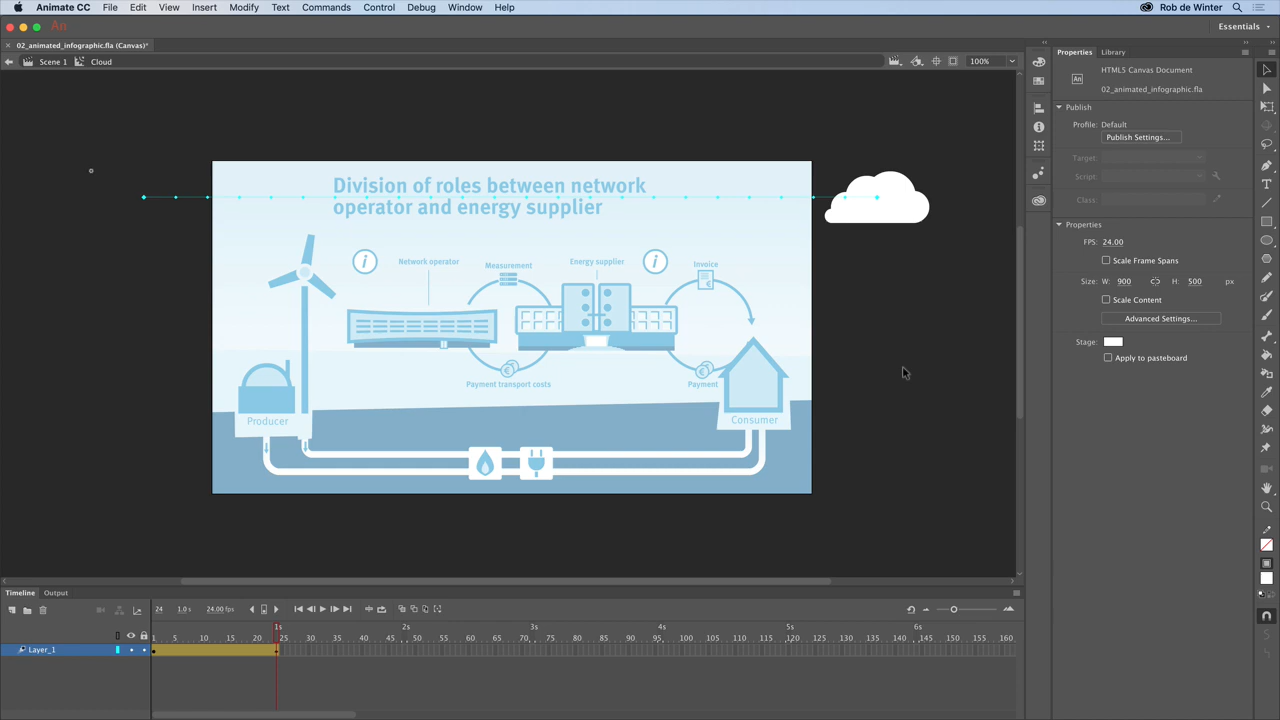 Animate CC File Edit View Insert Modify Text Commands Control Debug Window Help Rob de Winter
An Essentials
02_animated_infographic.fla (Canvas)* Properties Library
Scene 1 Cloud 100%
HTML5 Canvas Document
An
02_animated_infographic.fla
Publish
Profile: Default
Publish Settings...
Target:
Script:
Class:
Properties
FPS: 24.00
Scale Frame Spans
Size: W: 900 H: 500 px
Scale Content
Advanced Settings...
Stage:
Apply to pasteboard
Division of roles between network
operator and energy supplier
Network operator Measurement Energy supplier Invoice
Payment transport costs Payment
Producer Consumer
Timeline Output
24 1.0 s 24.00 fps
1s 2s 3s 4s 5s 6s
1 5 10 15 20 25 30 35 40 45 50 55 60 65 70 75 80 85 90 95 100 105 110 115 120 125 130 135 140 145 150 155 160
Layer_1